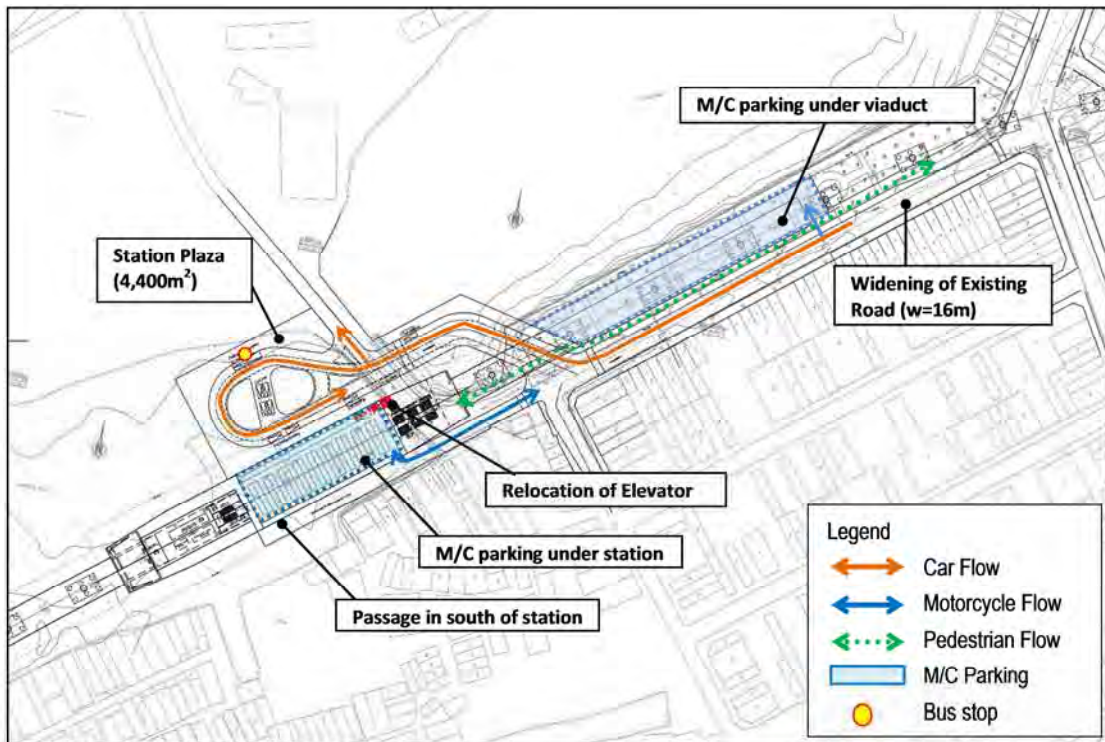 M/C parking under viaduct
Station Plaza
(4,400m²)
Widening of Existing
Road (w=16m)
Relocation of Elevator
M/C parking under station
Passage in south of station
Legend
Car Flow
Motorcycle Flow
Pedestrian Flow
M/C Parking
Bus stop